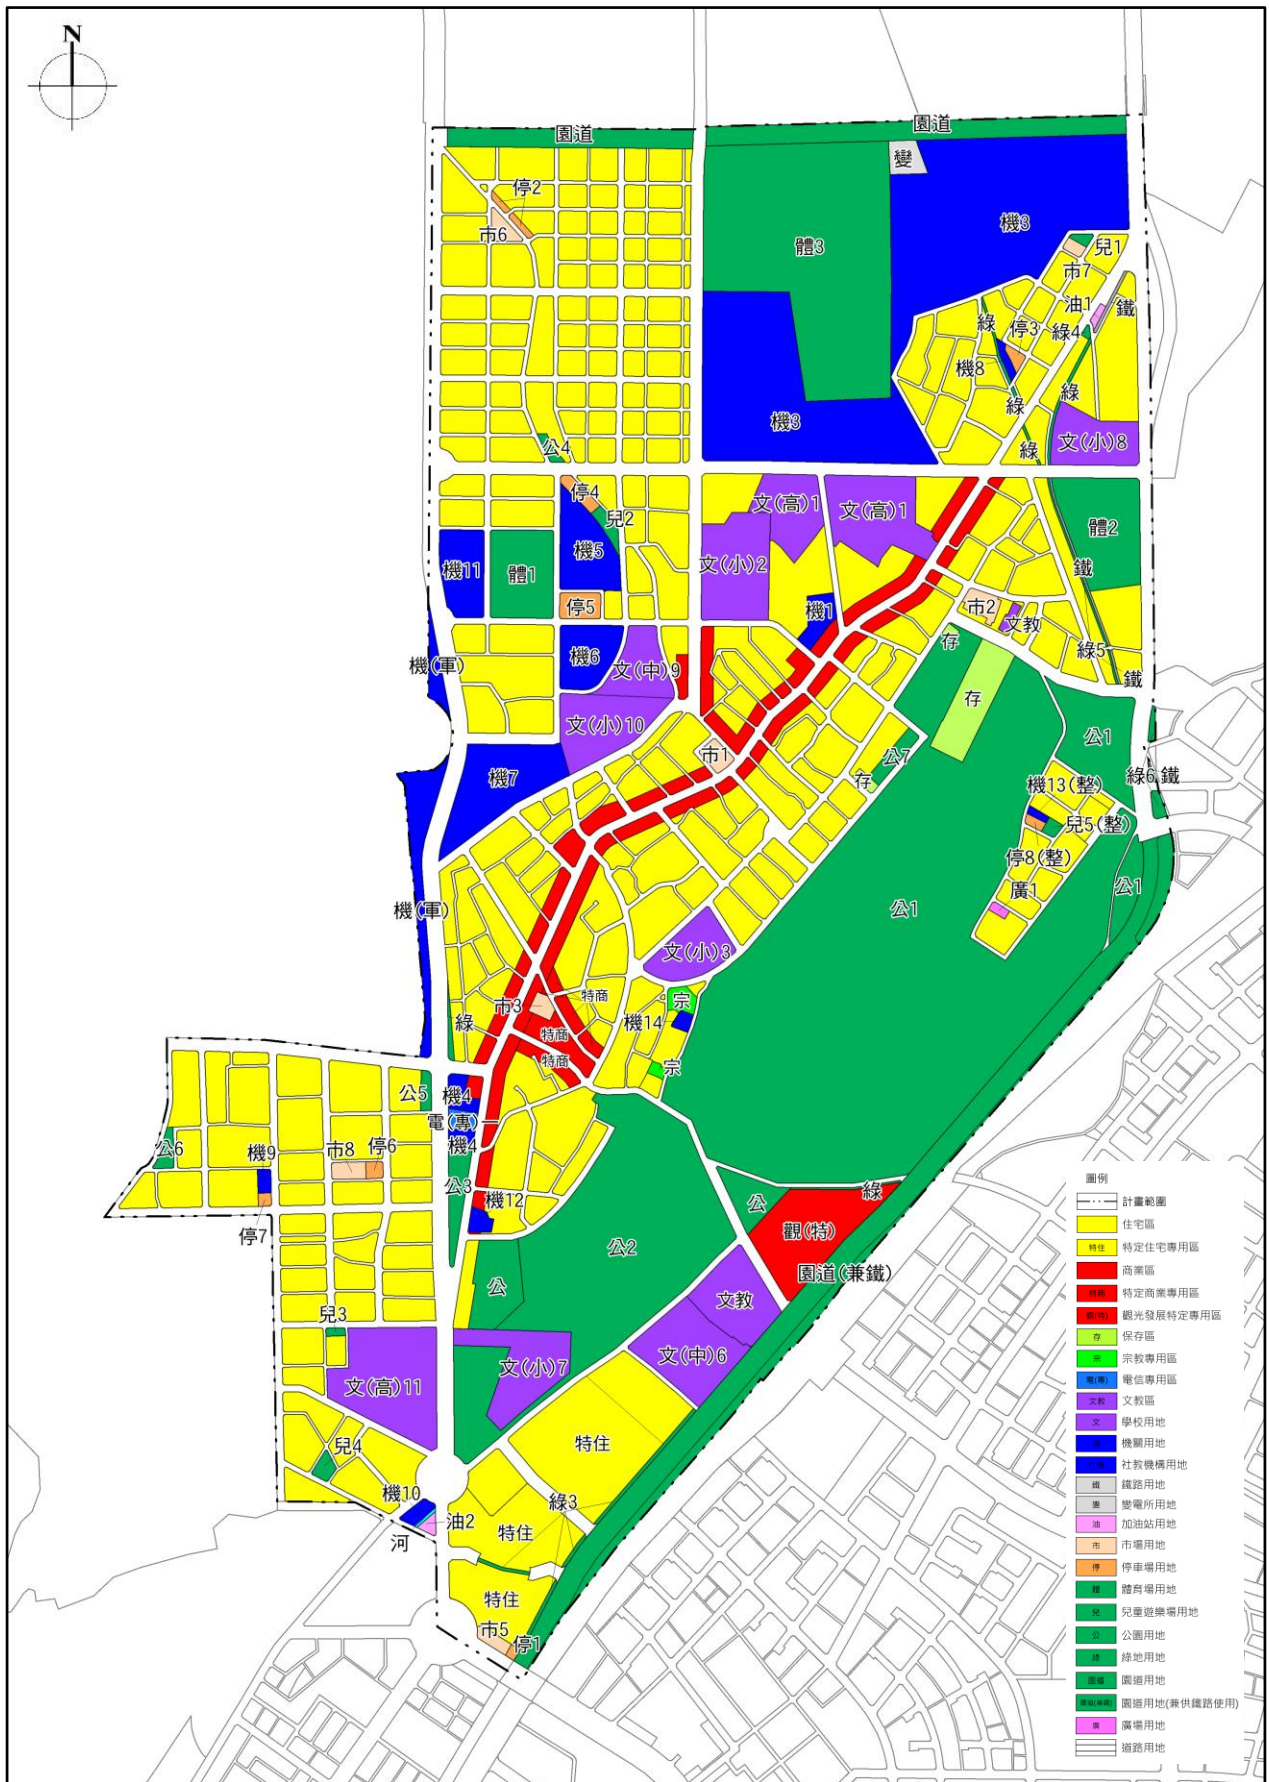 N
園道
園道
變
停2
市6
體3
機3
兒1
市7
油1
鐵
綠
停3
綠4
機8
綠
綠
機3
綠
文(小)8
公4
停4
文(高)1
文(高)1
兒2
體2
機5
機11
體1
文(小)2
鐵
停5
機1
市2
文教
存
機6
綠5
機(軍)
文(中)9
鐵
存
文(小)10
公1
市1
公7
機7
存
綠6
鐵
機13(整)
兒5(整)
停8(整)
廣1
公1
公1
機(軍)
文(小)3
特商
宗
市3
綠
機14
特商
特商
宗
公5
機4
電(專)一
公6
機9
市8
停6
機4
公3
機12
公
綠
停7
觀(特)
公2
園道(兼鐵)
公
文教
兒3
文(小)7
文(中)6
文(高)11
兒4
特住
機10
綠3
油2
特住
河
特住
市5
停1
圖例
計畫範圍
住宅區
特住 特定住宅專用區
商業區
特商 特定商業專用區
觀(特) 觀光發展特定專用區
存 保存區
宗 宗教專用區
電(專) 電信專用區
文教 文教區
文 學校用地
機關用地
社教機構用地
鐵 鐵路用地
變 變電所用地
油 加油站用地
市 市場用地
停 停車場用地
體 體育場用地
兒 兒童遊樂場用地
公 公園用地
綠 綠地用地
園道 園道用地
園道(兼鐵) 園道用地(兼供鐵路使用)
廣 廣場用地
道路用地